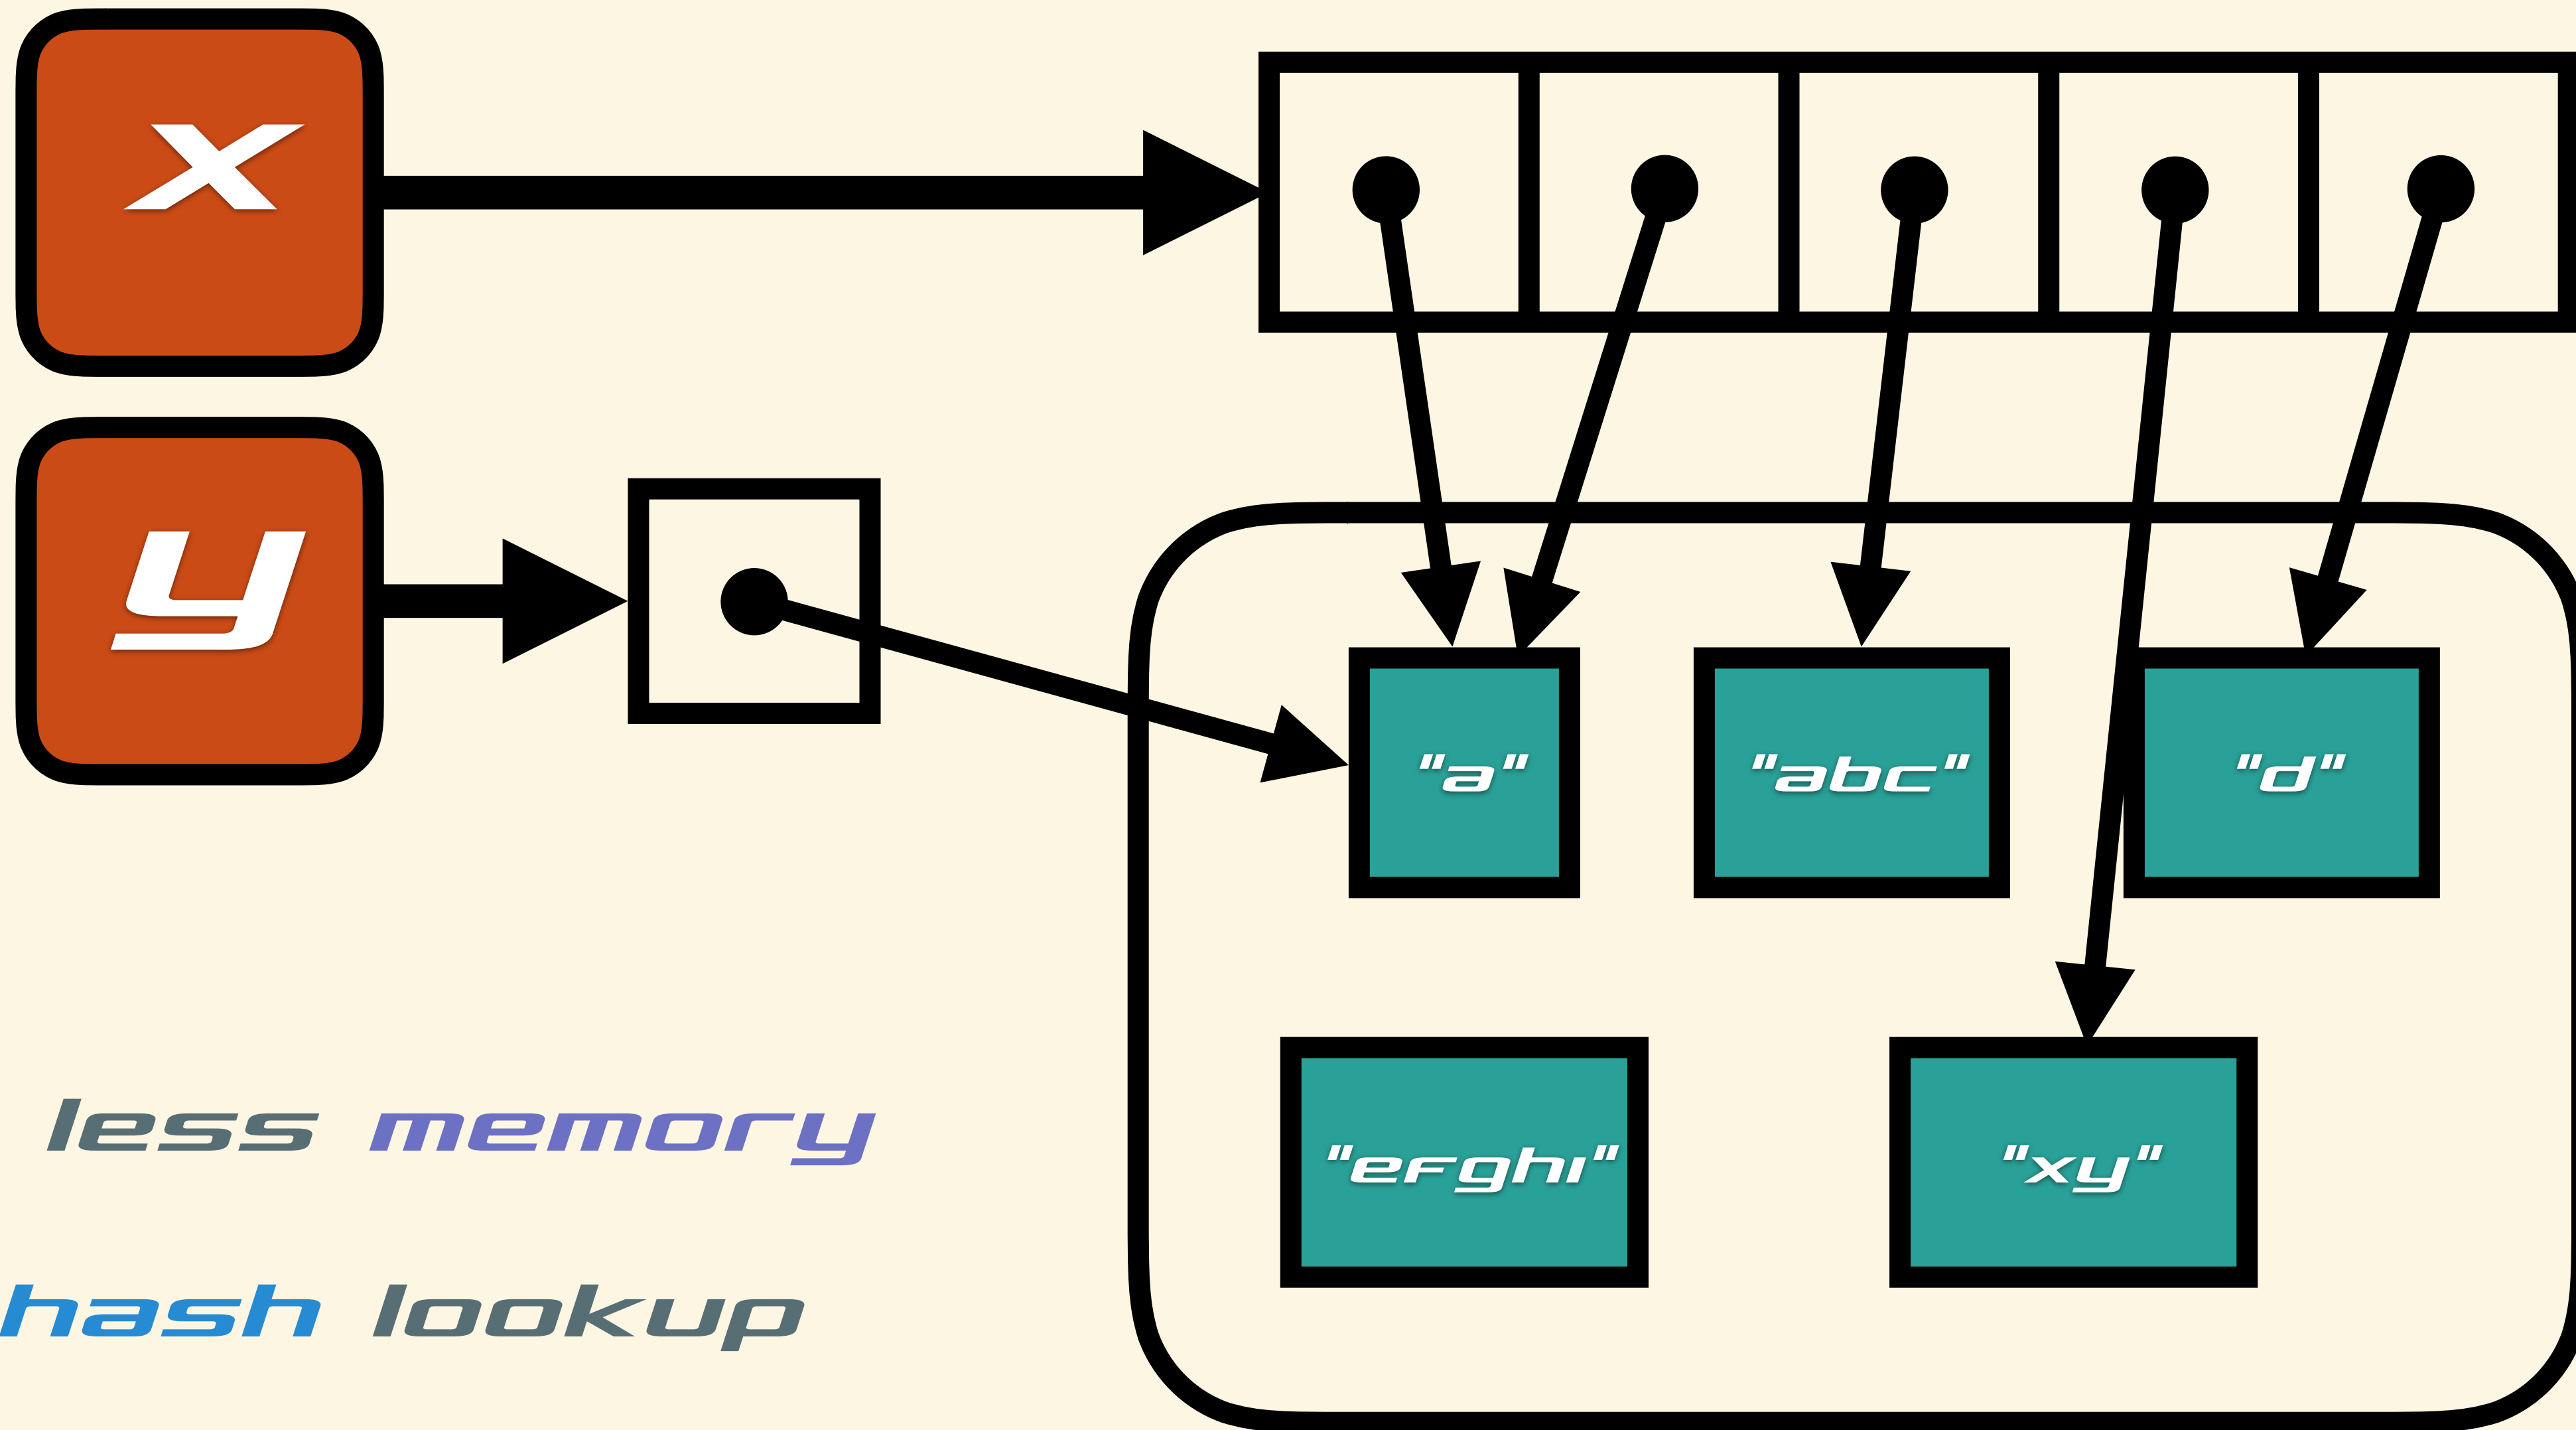 x
y
"a" "abc" "d"
"efghi" "xy"
less memory
hash lookup